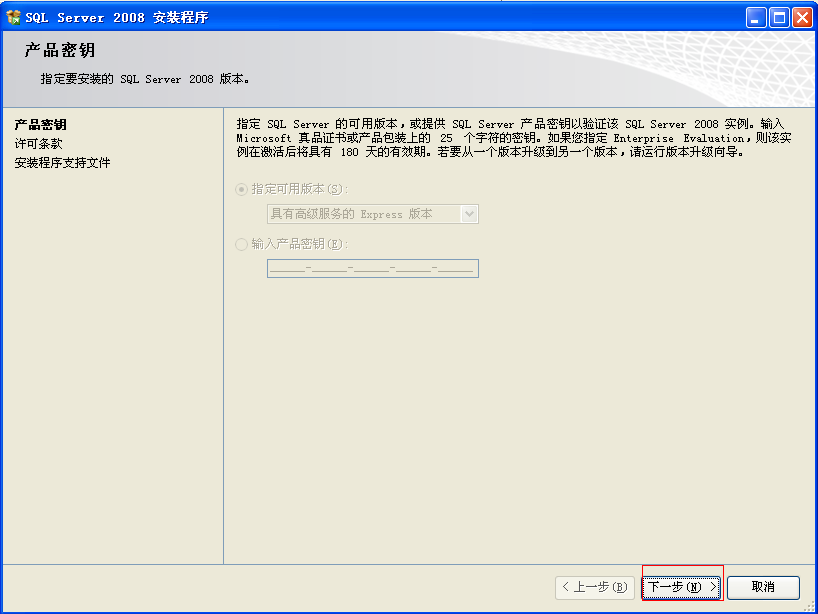 SQL Server 2008 安装程序
产品密钥
指定要安装的 SQL Server 2008 版本。
产品密钥
许可条款
安装程序支持文件
指定 SQL Server 的可用版本，或提供 SQL Server 产品密钥以验证该 SQL Server 2008 实例。输入
Microsoft 真品证书或产品包装上的 25 个字符的密钥。如果您指定 Enterprise Evaluation，则该实
例在激活后将具有 180 天的有效期。若要从一个版本升级到另一个版本，请运行版本升级向导。
指定可用版本(S):
具有高级服务的 Express 版本
输入产品密钥(E):
_____-_____-_____-_____-_____
< 上一步(B)
下一步(N) >
取消